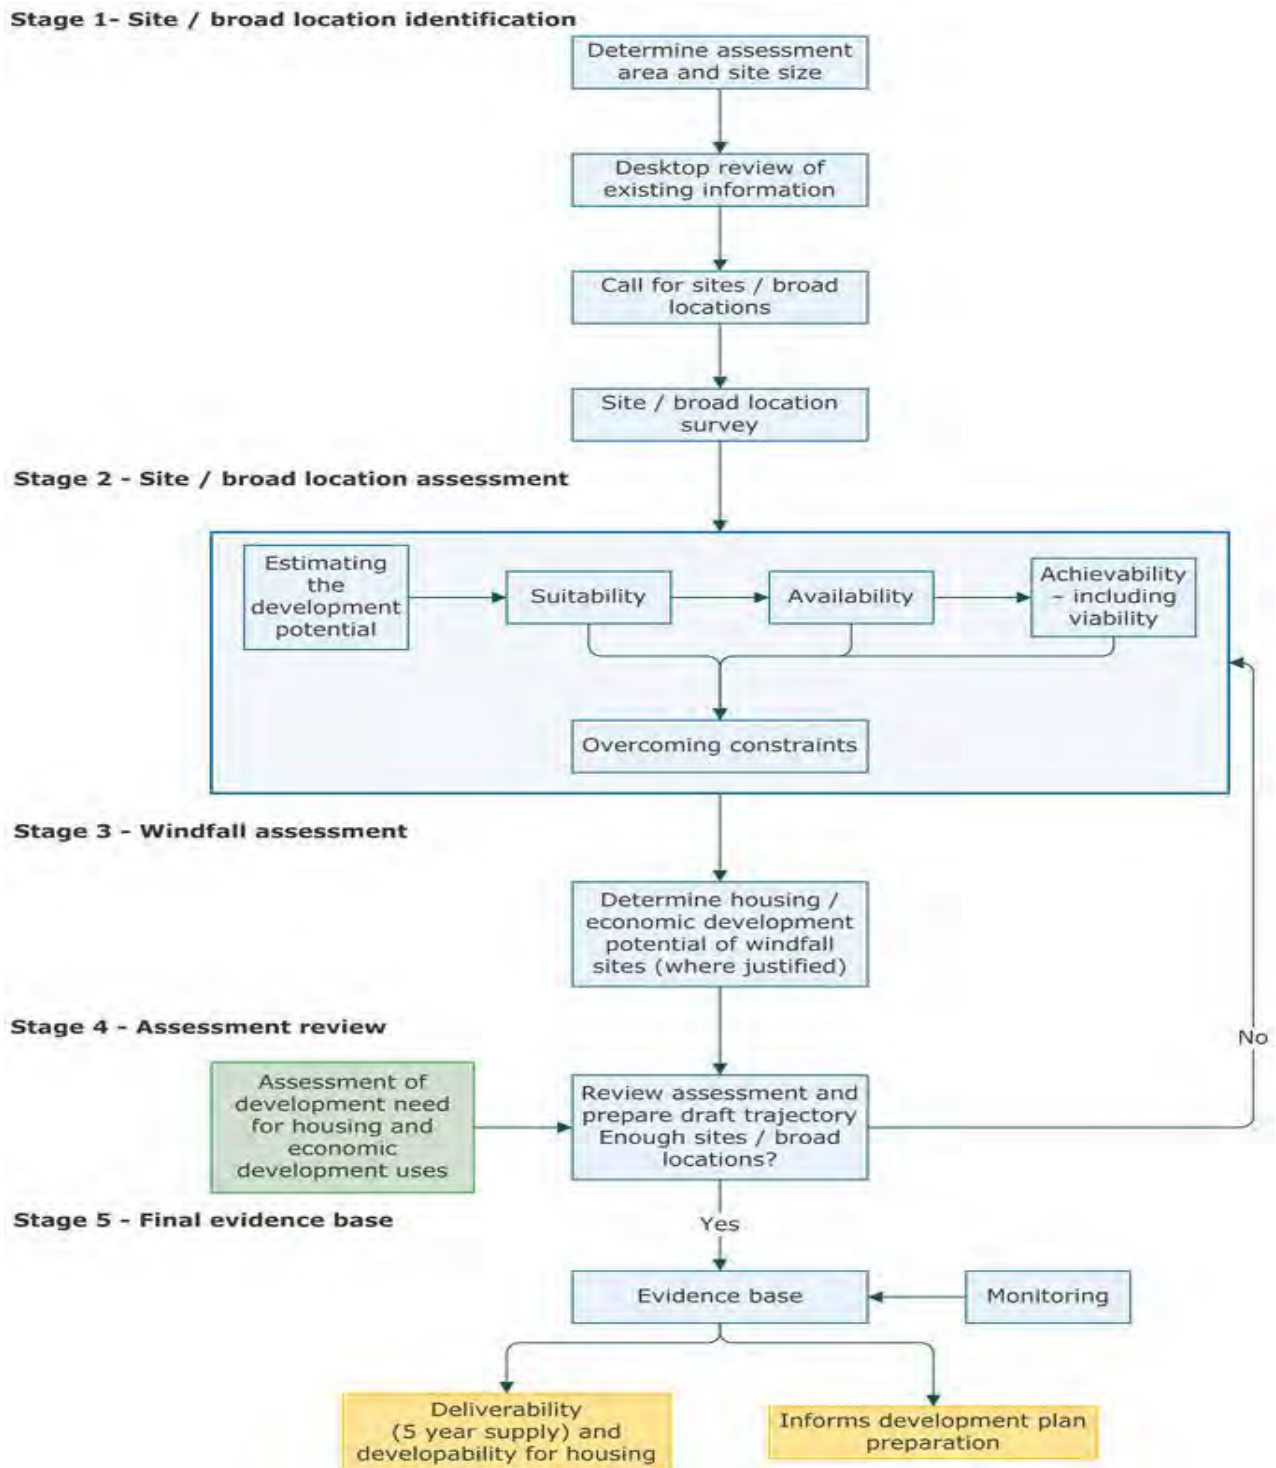 Stage 1- Site / broad location identification
Determine assessment
area and site size
Desktop review of
existing information
Call for sites / broad
locations
Site / broad location
survey
Stage 2 - Site / broad location assessment
Estimating
the
development
potential
Suitability
Availability
Achievability
– including
viability
Overcoming constraints
Stage 3 - Windfall assessment
Determine housing /
economic development
potential of windfall
sites (where justified)
Stage 4 - Assessment review
No
Assessment of
development need
for housing and
economic
development uses
Review assessment and
prepare draft trajectory
Enough sites / broad
locations?
Stage 5 - Final evidence base
Yes
Evidence base
Monitoring
Deliverability
(5 year supply) and
developability for housing
Informs development plan
preparation